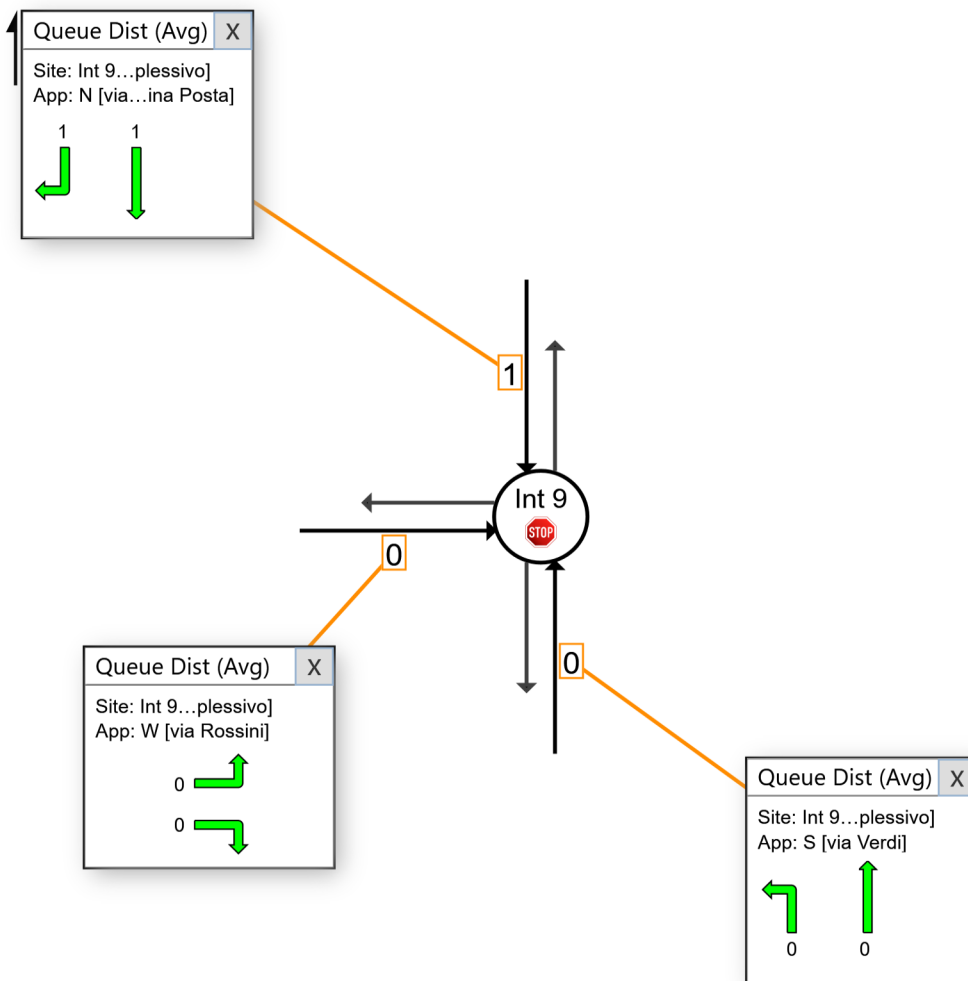 Queue Dist (Avg) X
Site: Int 9...plessivo]
App: N [via...ina Posta]
1 1
1
Int 9
STOP
0
0
Queue Dist (Avg) X
Site: Int 9...plessivo]
App: W [via Rossini]
0
0
Queue Dist (Avg) X
Site: Int 9...plessivo]
App: S [via Verdi]
0 0